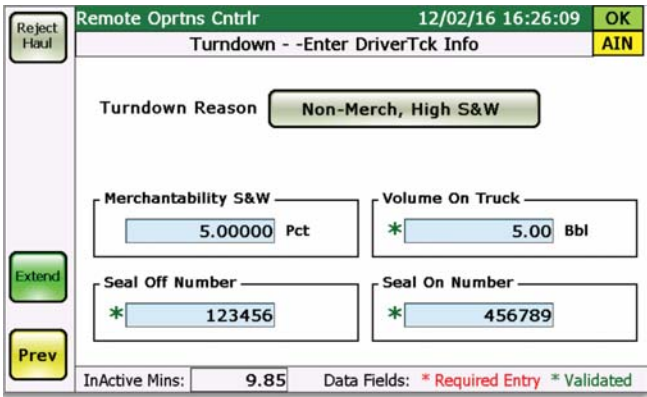 Reject Haul
Remote Oprtns Cntrlr 12/02/16 16:26:09 OK
Turndown - -Enter DriverTck Info AIN
Turndown Reason Non-Merch, High S&W
Merchantability S&W Volume On Truck
5.00000 Pct * 5.00 Bbl
Extend
Seal Off Number Seal On Number
* 123456 * 456789
Prev
InActive Mins: 9.85 Data Fields: * Required Entry * Validated